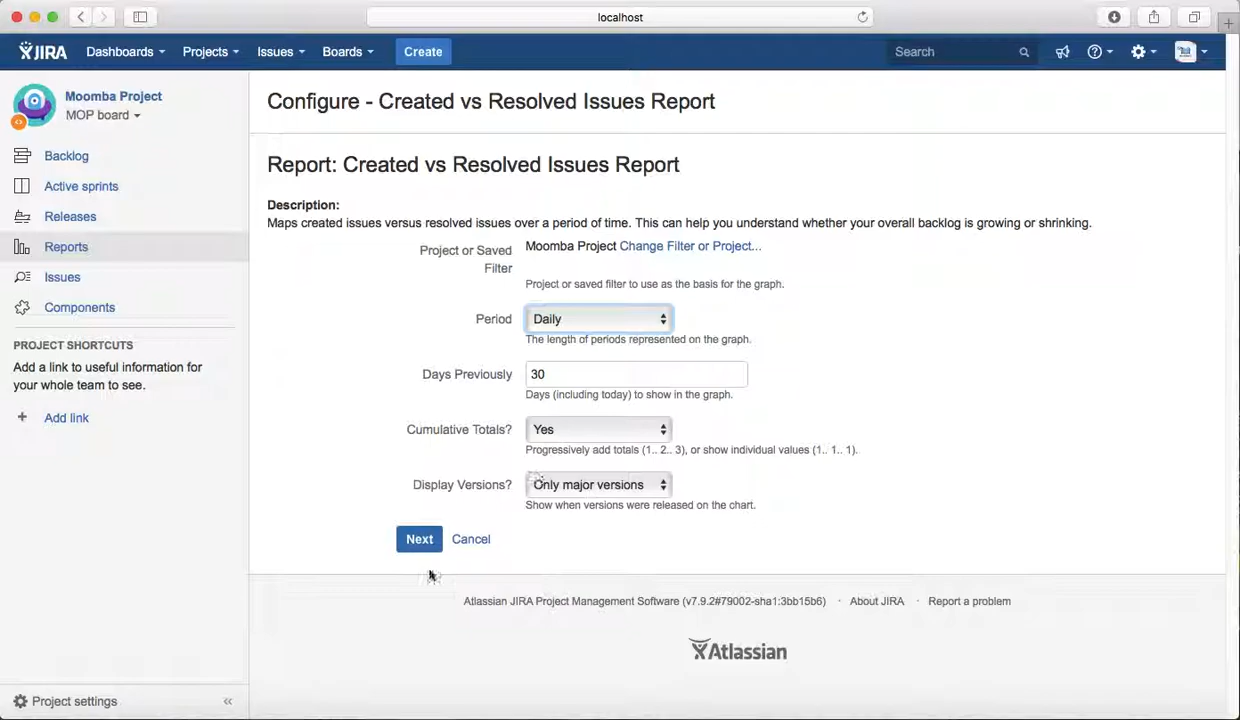 localhost
JIRA Dashboards Projects Issues Boards Create Search
Moomba Project
MOP board
Backlog
Active sprints
Releases
Reports
Issues
Components
PROJECT SHORTCUTS
Add a link to useful information for
your whole team to see.
+ Add link
Project settings «
Configure - Created vs Resolved Issues Report
Report: Created vs Resolved Issues Report
Description:
Maps created issues versus resolved issues over a period of time. This can help you understand whether your overall backlog is growing or shrinking.
Project or Saved
Filter
Moomba Project Change Filter or Project...
Project or saved filter to use as the basis for the graph.
Period Daily
The length of periods represented on the graph.
Days Previously 30
Days (including today) to show in the graph.
Cumulative Totals? Yes
Progressively add totals (1.. 2.. 3), or show individual values (1.. 1.. 1).
Display Versions? Only major versions
Show when versions were released on the chart.
Next Cancel
Atlassian JIRA Project Management Software (v7.9.2#79002-sha1:3bb15b6) · About JIRA · Report a problem
Atlassian